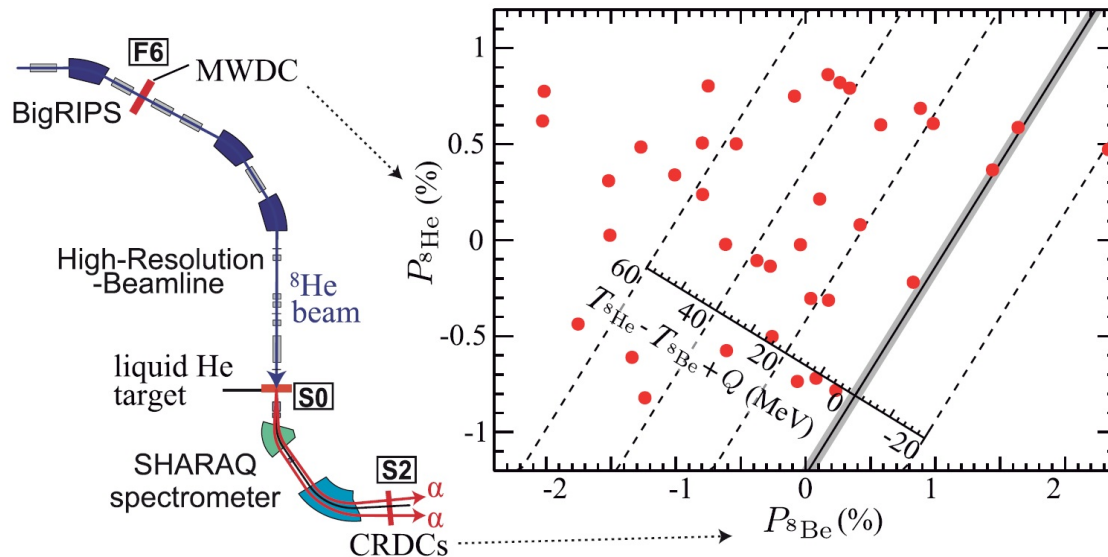 F6
MWDC
BigRIPS
High-Resolution
-Beamline
⁸He
beam
liquid He
target
S0
SHARAQ
spectrometer
S2
α
α
CRDCs
P⁸He (%)
1
0.5
0
-0.5
-1
60
40
20
0
-20
T⁸He - T⁸Be + Q (MeV)
-2
-1
0
1
2
P⁸Be (%)